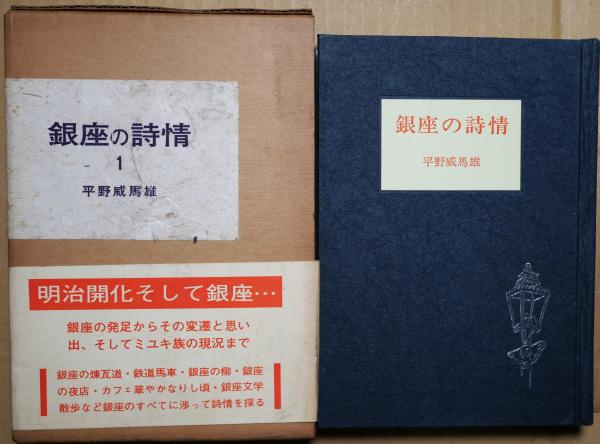 銀座の詩情
1
平野威馬雄
明治開化そして銀座…
銀座の発足からその変遷と思い
出、そしてミユキ族の現況まで
銀座の煉瓦道・鉄道馬車・銀座の柳・銀座
の夜店・カフェ華やかなりし頃・銀座文学
散歩など銀座のすべてに渉って詩情を探る
銀座の詩情
平野威馬雄